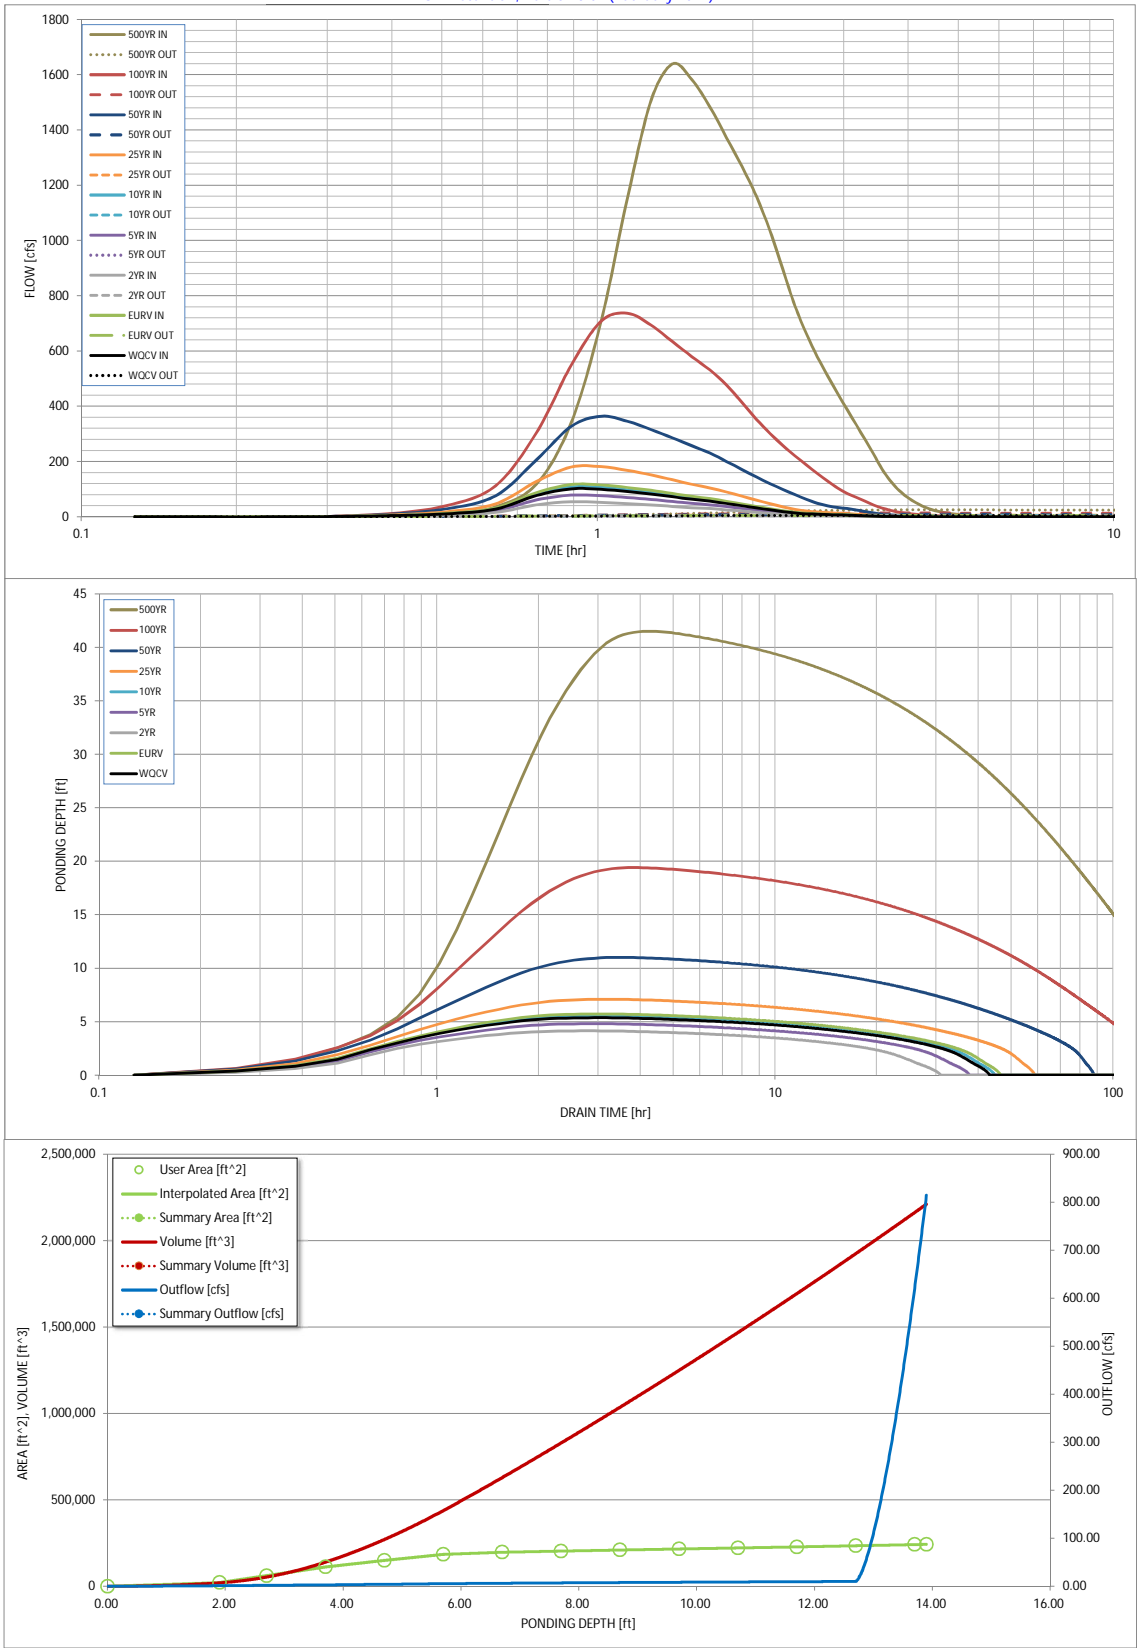 1800
1600
1400
1200
1000
800
600
400
200
0
FLOW [cfs]
500YR IN
500YR OUT
100YR IN
100YR OUT
50YR IN
50YR OUT
25YR IN
25YR OUT
10YR IN
10YR OUT
5YR IN
5YR OUT
2YR IN
2YR OUT
EURV IN
EURV OUT
WQCV IN
WQCV OUT
0.1
1
10
TIME [hr]
45
40
35
30
25
20
15
10
5
0
PONDING DEPTH [ft]
500YR
100YR
50YR
25YR
10YR
5YR
2YR
EURV
WQCV
0.1
1
10
100
DRAIN TIME [hr]
2,500,000
2,000,000
1,500,000
1,000,000
500,000
0
AREA [ft^2], VOLUME [ft^3]
User Area [ft^2]
Interpolated Area [ft^2]
Summary Area [ft^2]
Volume [ft^3]
Summary Volume [ft^3]
Outflow [cfs]
Summary Outflow [cfs]
900.00
800.00
700.00
600.00
500.00
400.00
300.00
200.00
100.00
0.00
OUTFLOW [cfs]
0.00
2.00
4.00
6.00
8.00
10.00
12.00
14.00
16.00
PONDING DEPTH [ft]